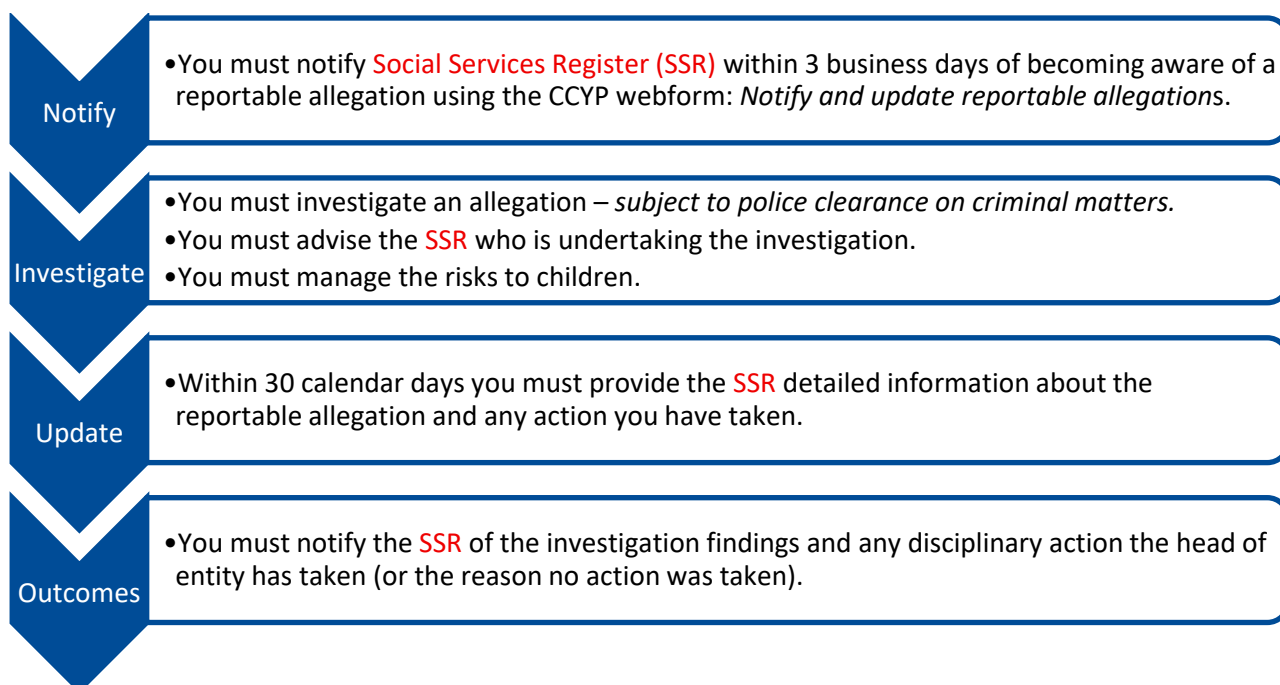 Notify
•You must notify Social Services Register (SSR) within 3 business days of becoming aware of a
reportable allegation using the CCYP webform: Notify and update reportable allegations.
Investigate
•You must investigate an allegation – subject to police clearance on criminal matters.
•You must advise the SSR who is undertaking the investigation.
•You must manage the risks to children.
Update
•Within 30 calendar days you must provide the SSR detailed information about the
reportable allegation and any action you have taken.
Outcomes
•You must notify the SSR of the investigation findings and any disciplinary action the head of
entity has taken (or the reason no action was taken).